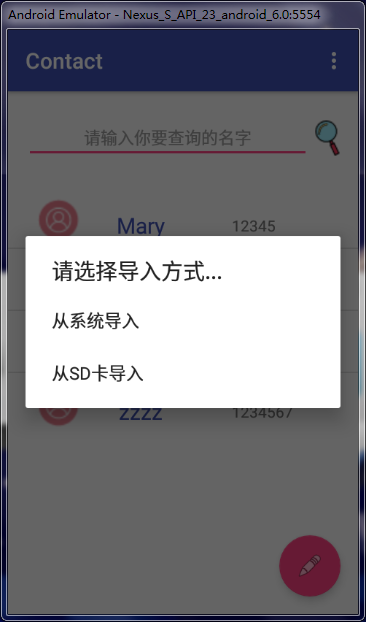 Android Emulator - Nexus_S_API_23_android_6.0:5554
Contact
请输入你要查询的名字
Mary 12345
请选择导入方式...
从系统导入
从SD卡导入
zzzz 1234567